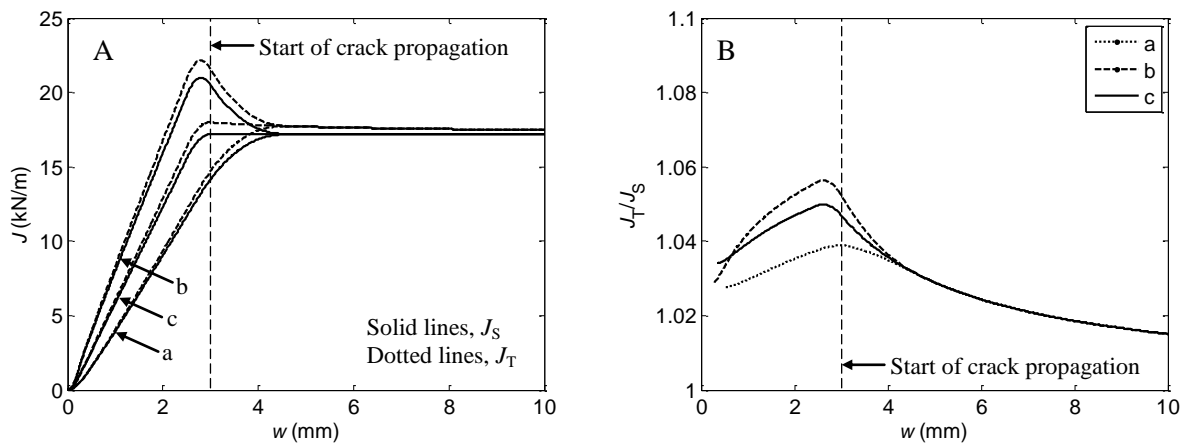 A
Start of crack propagation
25
20
15
10
5
0
J (kN/m)
b
c
a
Solid lines, J_S
Dotted lines, J_T
0 2 4 6 8 10
w (mm)
B
a
b
c
1.1
1.08
1.06
1.04
1.02
1
J_T/J_S
Start of crack propagation
0 2 4 6 8 10
w (mm)